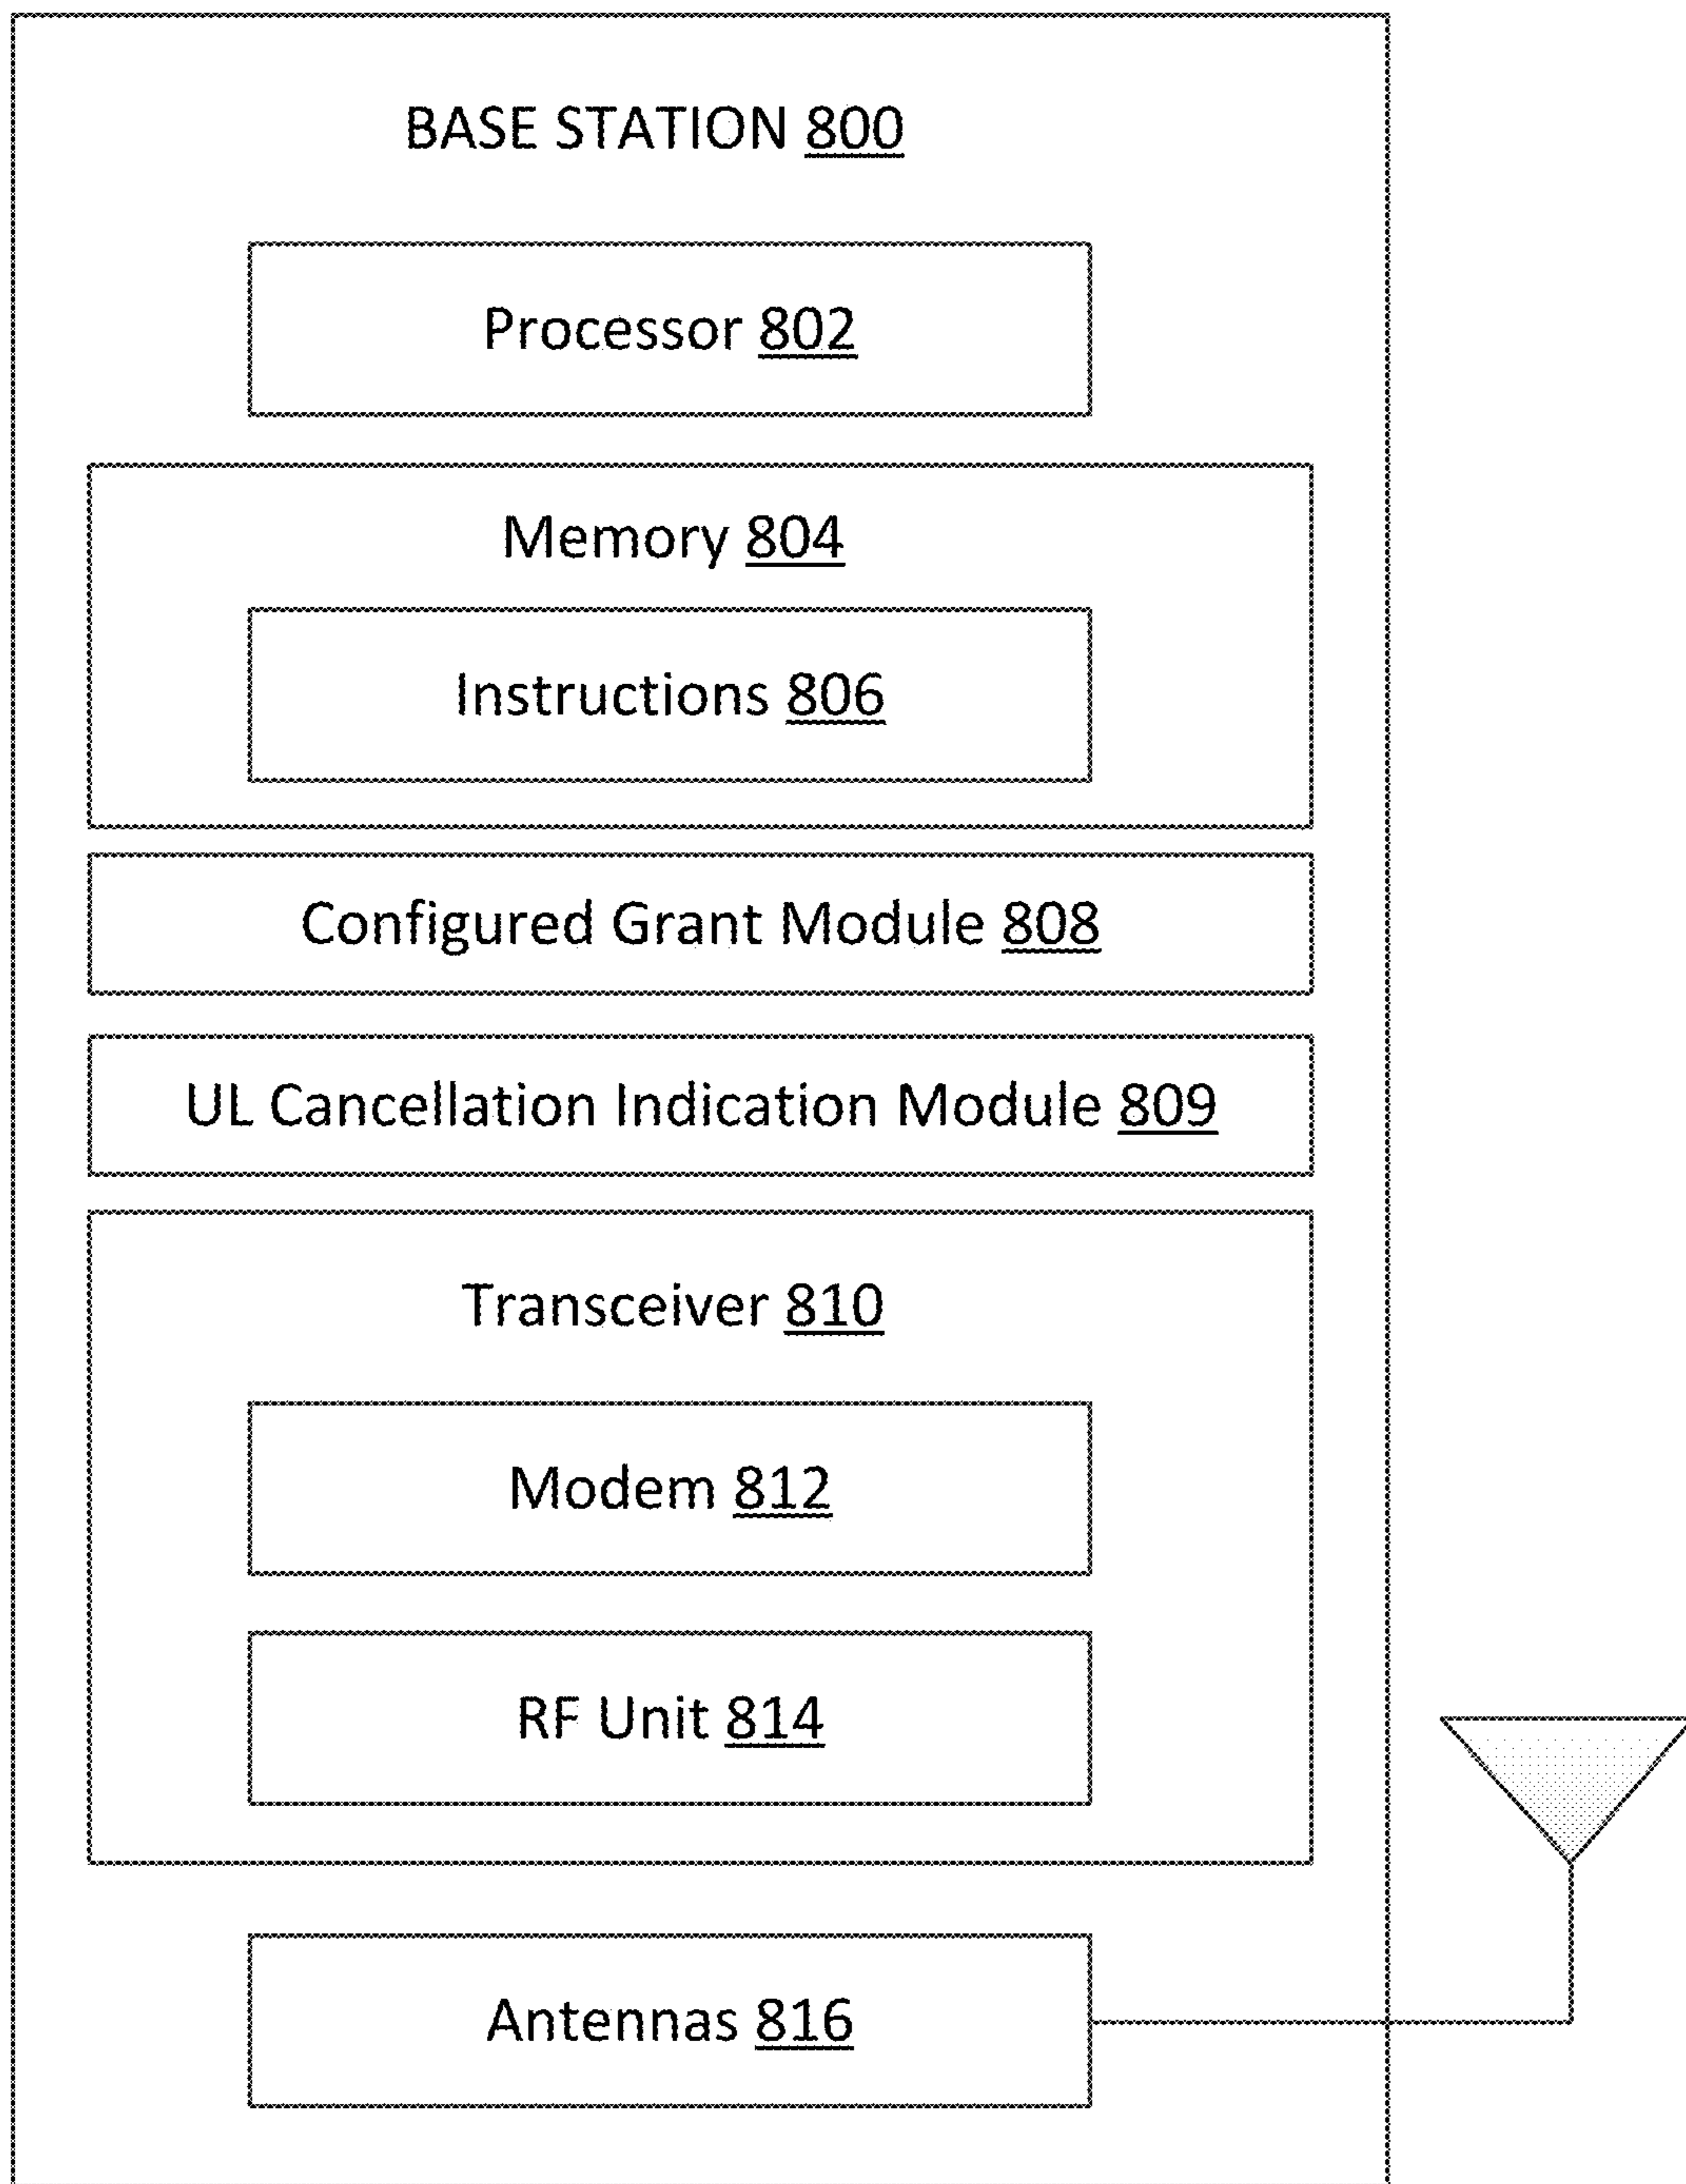 BASE STATION 800
Processor 802
Memory 804
Instructions 806
Configured Grant Module 808
UL Cancellation Indication Module 809
Transceiver 810
Modem 812
RF Unit 814
Antennas 816